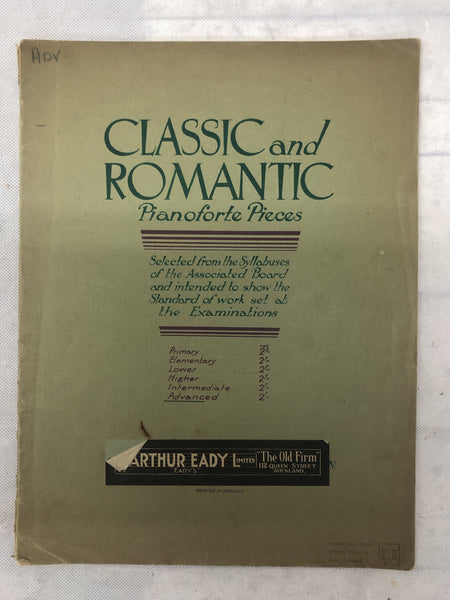 ADV
CLASSIC and
ROMANTIC
Pianoforte Pieces
Selected from the Syllabuses
of the Associated Board
and intended to show the
Standard of work set at
the Examinations
Primary 2/-
Elementary 2/-
Lower 2/-
Higher 2/-
Intermediate 2/-
Advanced 2/-
ARTHUR EADY LIMITED "The Old Firm"
EADY'S 112 QUEEN STREET
AUCKLAND
PRINTED IN ENGLAND